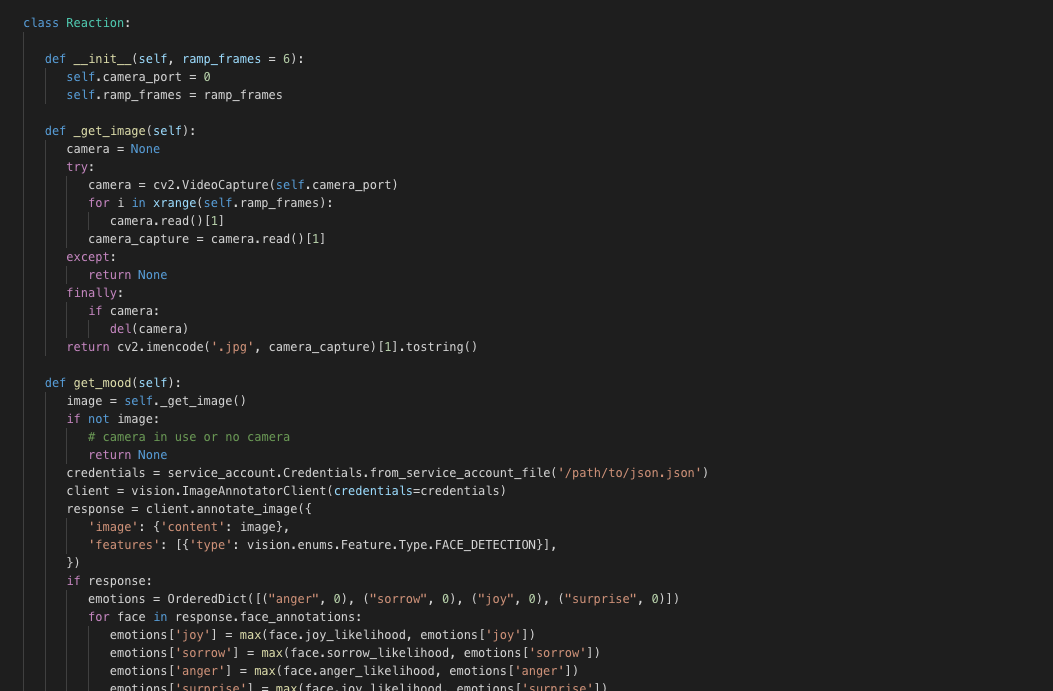 class Reaction:
def __init__(self, ramp_frames = 6):
self.camera_port = 0
self.ramp_frames = ramp_frames
def _get_image(self):
camera = None
try:
camera = cv2.VideoCapture(self.camera_port)
for i in xrange(self.ramp_frames):
camera.read()[1]
camera_capture = camera.read()[1]
except:
return None
finally:
if camera:
del(camera)
return cv2.imencode('.jpg', camera_capture)[1].tostring()
def get_mood(self):
image = self._get_image()
if not image:
# camera in use or no camera
return None
credentials = service_account.Credentials.from_service_account_file('/path/to/json.json')
client = vision.ImageAnnotatorClient(credentials=credentials)
response = client.annotate_image({
'image': {'content': image},
'features': [{'type': vision.enums.Feature.Type.FACE_DETECTION}],
})
if response:
emotions = OrderedDict([("anger", 0), ("sorrow", 0), ("joy", 0), ("surprise", 0)])
for face in response.face_annotations:
emotions['joy'] = max(face.joy_likelihood, emotions['joy'])
emotions['sorrow'] = max(face.sorrow_likelihood, emotions['sorrow'])
emotions['anger'] = max(face.anger_likelihood, emotions['anger'])
emotions['surprise'] = max(face.joy_likelihood, emotions['surprise'])